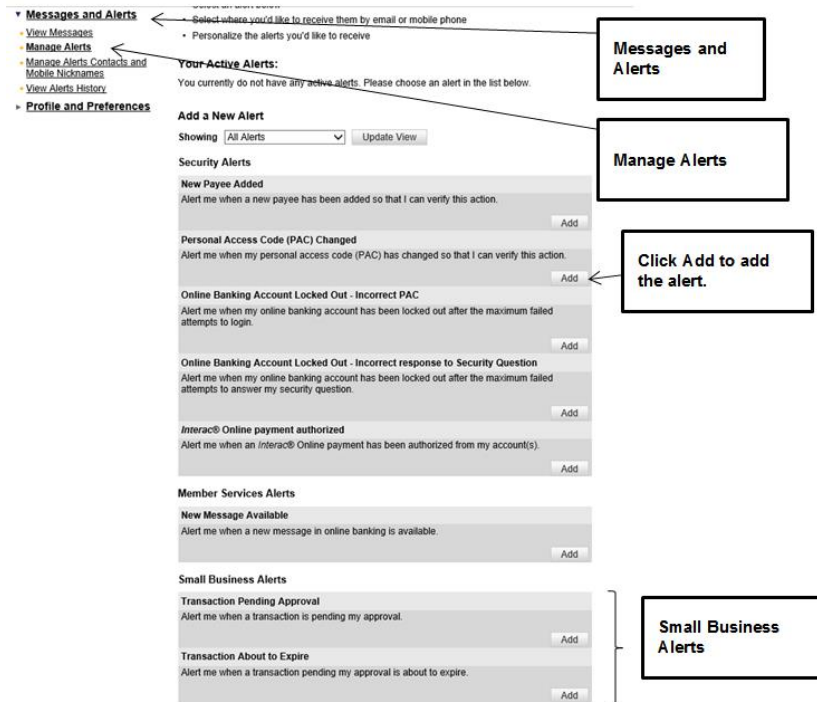 Messages and Alerts
View Messages
Manage Alerts
Manage Alerts Contacts and
Mobile Nicknames
View Alerts History
Profile and Preferences
• Select an alert below
• Select where you'd like to receive them by email or mobile phone
• Personalize the alerts you'd like to receive
Your Active Alerts:
You currently do not have any active alerts. Please choose an alert in the list below.
Add a New Alert
Showing All Alerts Update View
Security Alerts
New Payee Added
Alert me when a new payee has been added so that I can verify this action.
Add
Personal Access Code (PAC) Changed
Alert me when my personal access code (PAC) has changed so that I can verify this action.
Add
Online Banking Account Locked Out - Incorrect PAC
Alert me when my online banking account has been locked out after the maximum failed
attempts to login.
Add
Online Banking Account Locked Out - Incorrect response to Security Question
Alert me when my online banking account has been locked out after the maximum failed
attempts to answer my security question.
Add
Interac® Online payment authorized
Alert me when an Interac® Online payment has been authorized from my account(s).
Add
Member Services Alerts
New Message Available
Alert me when a new message in online banking is available.
Add
Small Business Alerts
Transaction Pending Approval
Alert me when a transaction is pending my approval.
Add
Transaction About to Expire
Alert me when a transaction pending my approval is about to expire.
Add
Messages and
Alerts
Manage Alerts
Click Add to add
the alert.
Small Business
Alerts